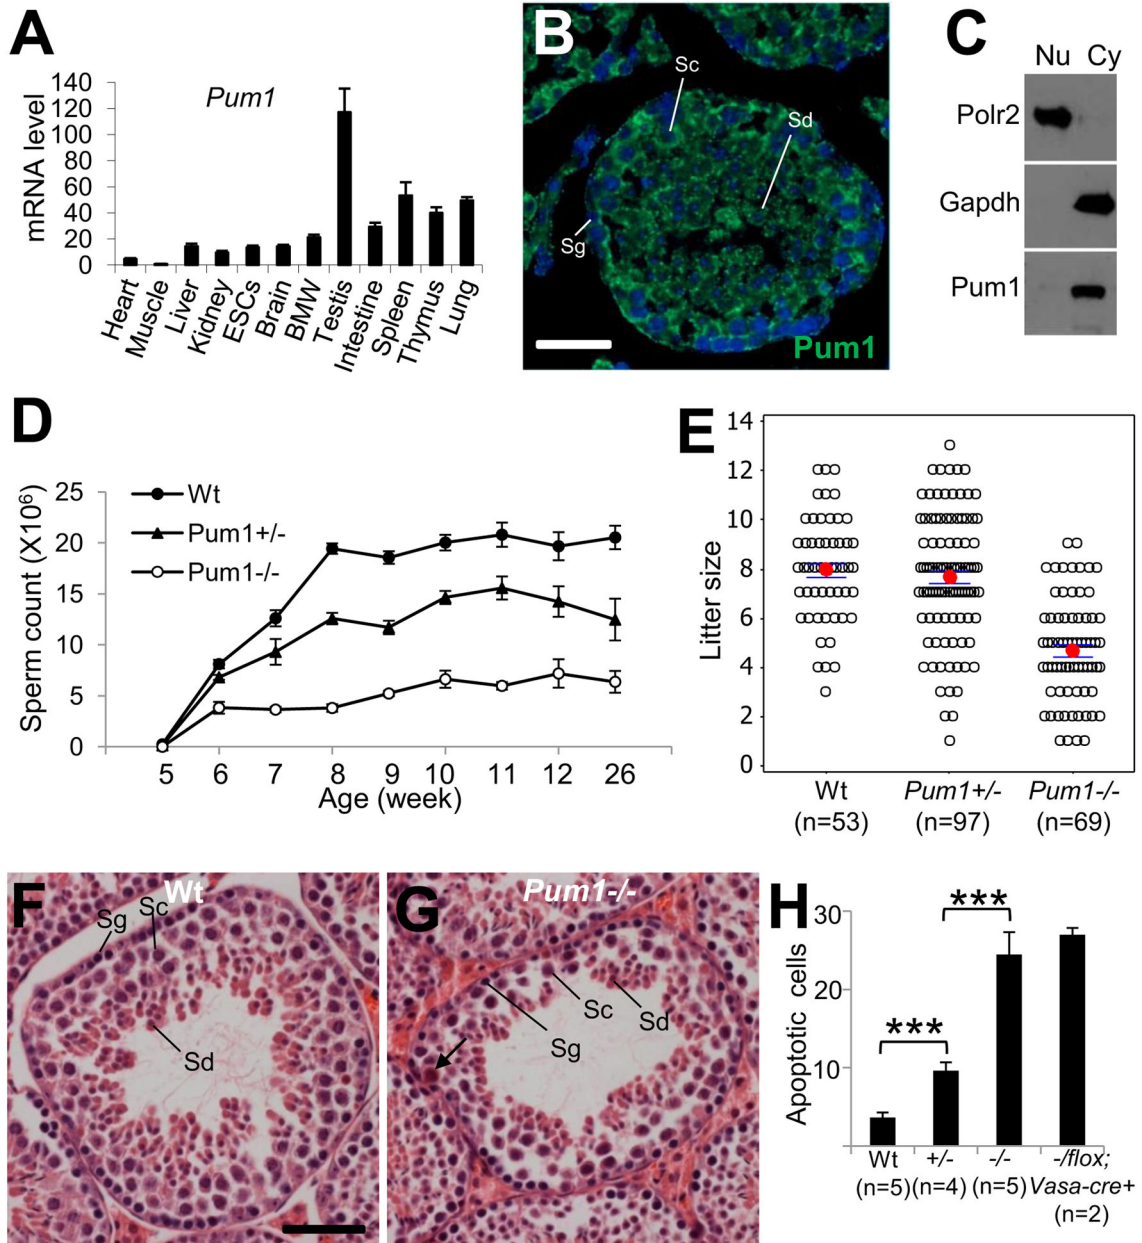 A
Pum1
mRNA level
140
120
100
80
60
40
20
0
Heart
Muscle
Liver
Kidney
ESCs
Brain
BMW
Testis
Intestine
Spleen
Thymus
Lung
B
Sc
Sd
Sg
Pum1
C
Nu Cy
Polr2
Gapdh
Pum1
D
Sperm count (X10⁶)
25
20
15
10
5
0
Wt
Pum1+/-
Pum1-/-
5 6 7 8 9 10 11 12 26
Age (week)
E
Litter size
14
12
10
8
6
4
2
0
Wt Pum1+/- Pum1-/-
(n=53) (n=97) (n=69)
F
Wt
Sg
Sc
Sd
G
Pum1-/-
Sc
Sd
Sg
H
Apoptotic cells
30
20
10
***
***
Wt +/- -/- -/flox;
(n=5) (n=4) (n=5) Vasa-cre+
(n=2)